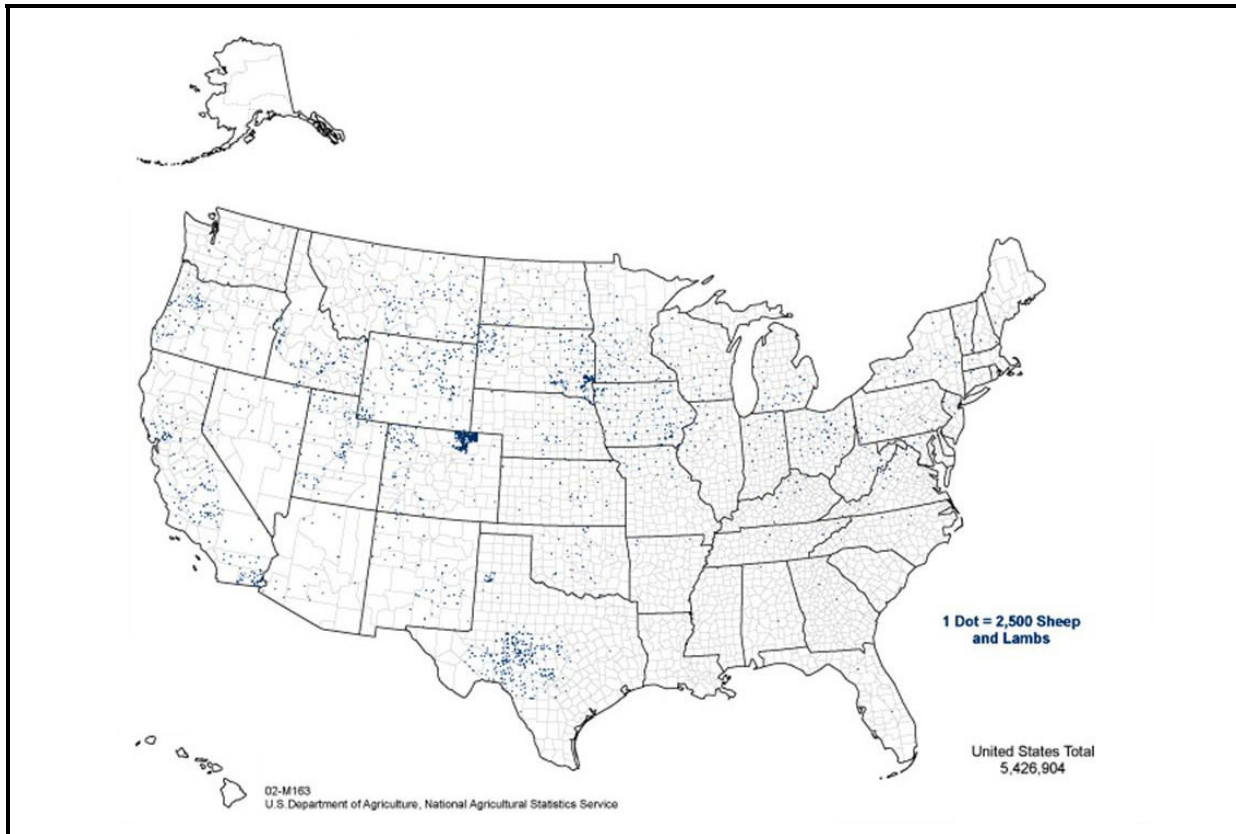 1 Dot = 2,500 Sheep
and Lambs
United States Total
5,426,904
02-M163
U.S.Department of Agriculture, National Agricultural Statistics Service